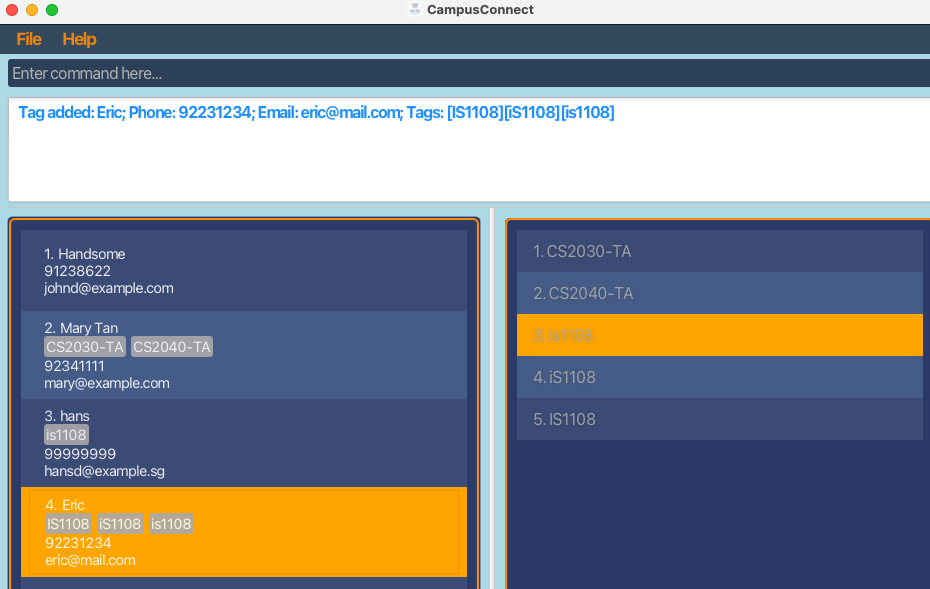 CampusConnect
File Help
Enter command here...
Tag added: Eric; Phone: 92231234; Email: eric@mail.com; Tags: [IS1108][iS1108][is1108]
1. Handsome
91238622
johnd@example.com
2. Mary Tan
CS2030-TA CS2040-TA
92341111
mary@example.com
3. hans
is1108
99999999
hansd@example.sg
4. Eric
IS1108 iS1108 is1108
92231234
eric@mail.com
1. CS2030-TA
2. CS2040-TA
3. is1108
4. iS1108
5. IS1108